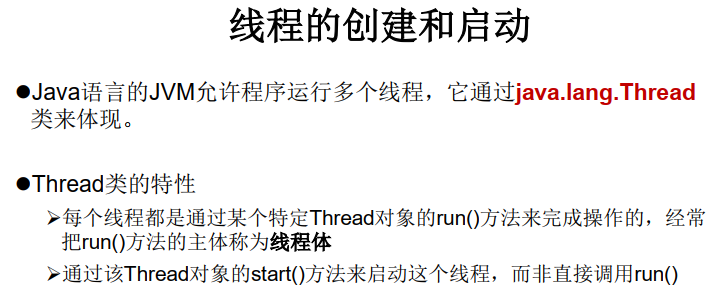 线程的创建和启动
●Java语言的JVM允许程序运行多个线程，它通过java.lang.Thread
类来体现。
●Thread类的特性
➢每个线程都是通过某个特定Thread对象的run()方法来完成操作的，经常
把run()方法的主体称为线程体
➢通过该Thread对象的start()方法来启动这个线程，而非直接调用run()